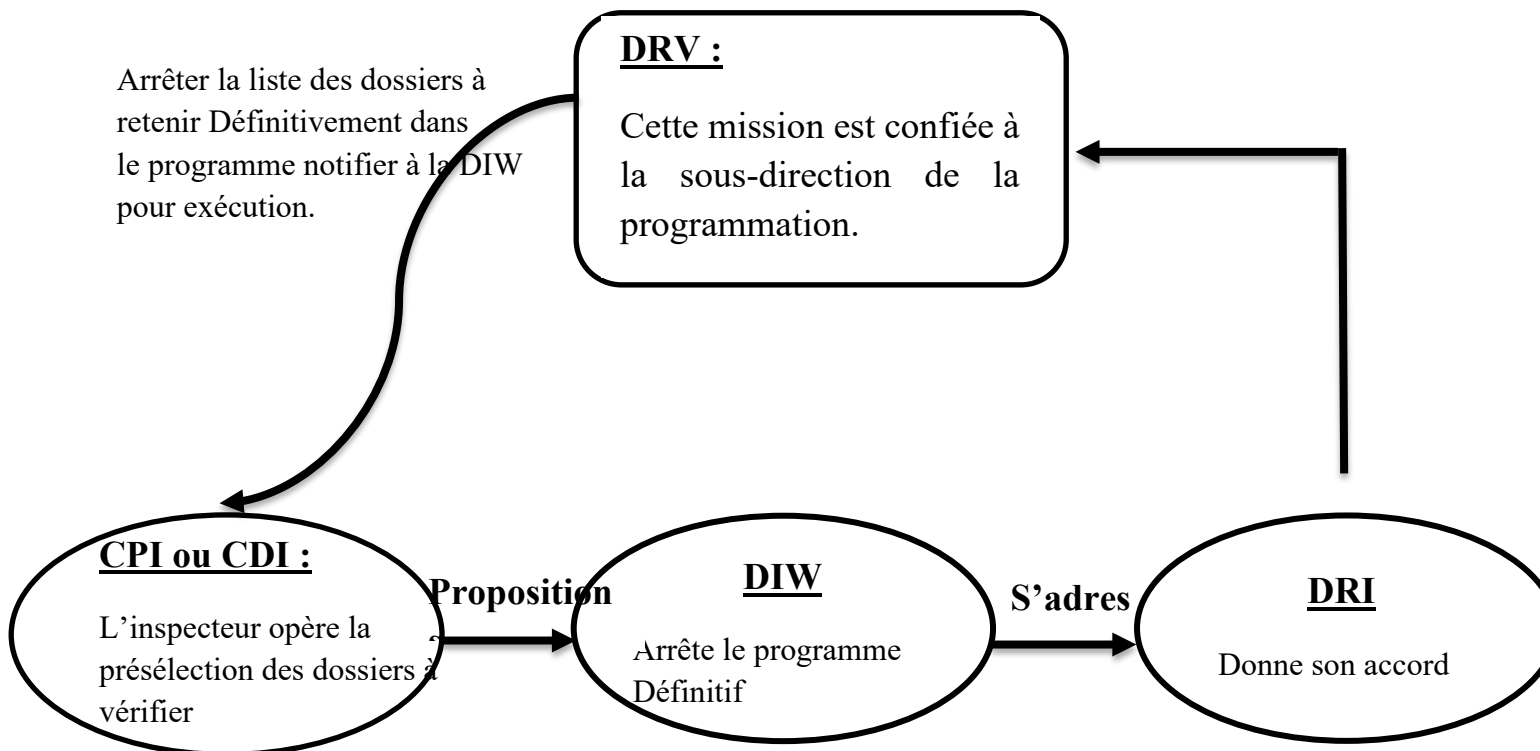 DRV :
Cette mission est confiée à
la sous-direction de la
programmation.
Arrêter la liste des dossiers à
retenir Définitivement dans
le programme notifier à la DIW
pour exécution.
CPI ou CDI :
L’inspecteur opère la
présélection des dossiers à
vérifier
Proposition
DIW
Arrête le programme
Définitif
S’adres
DRI
Donne son accord